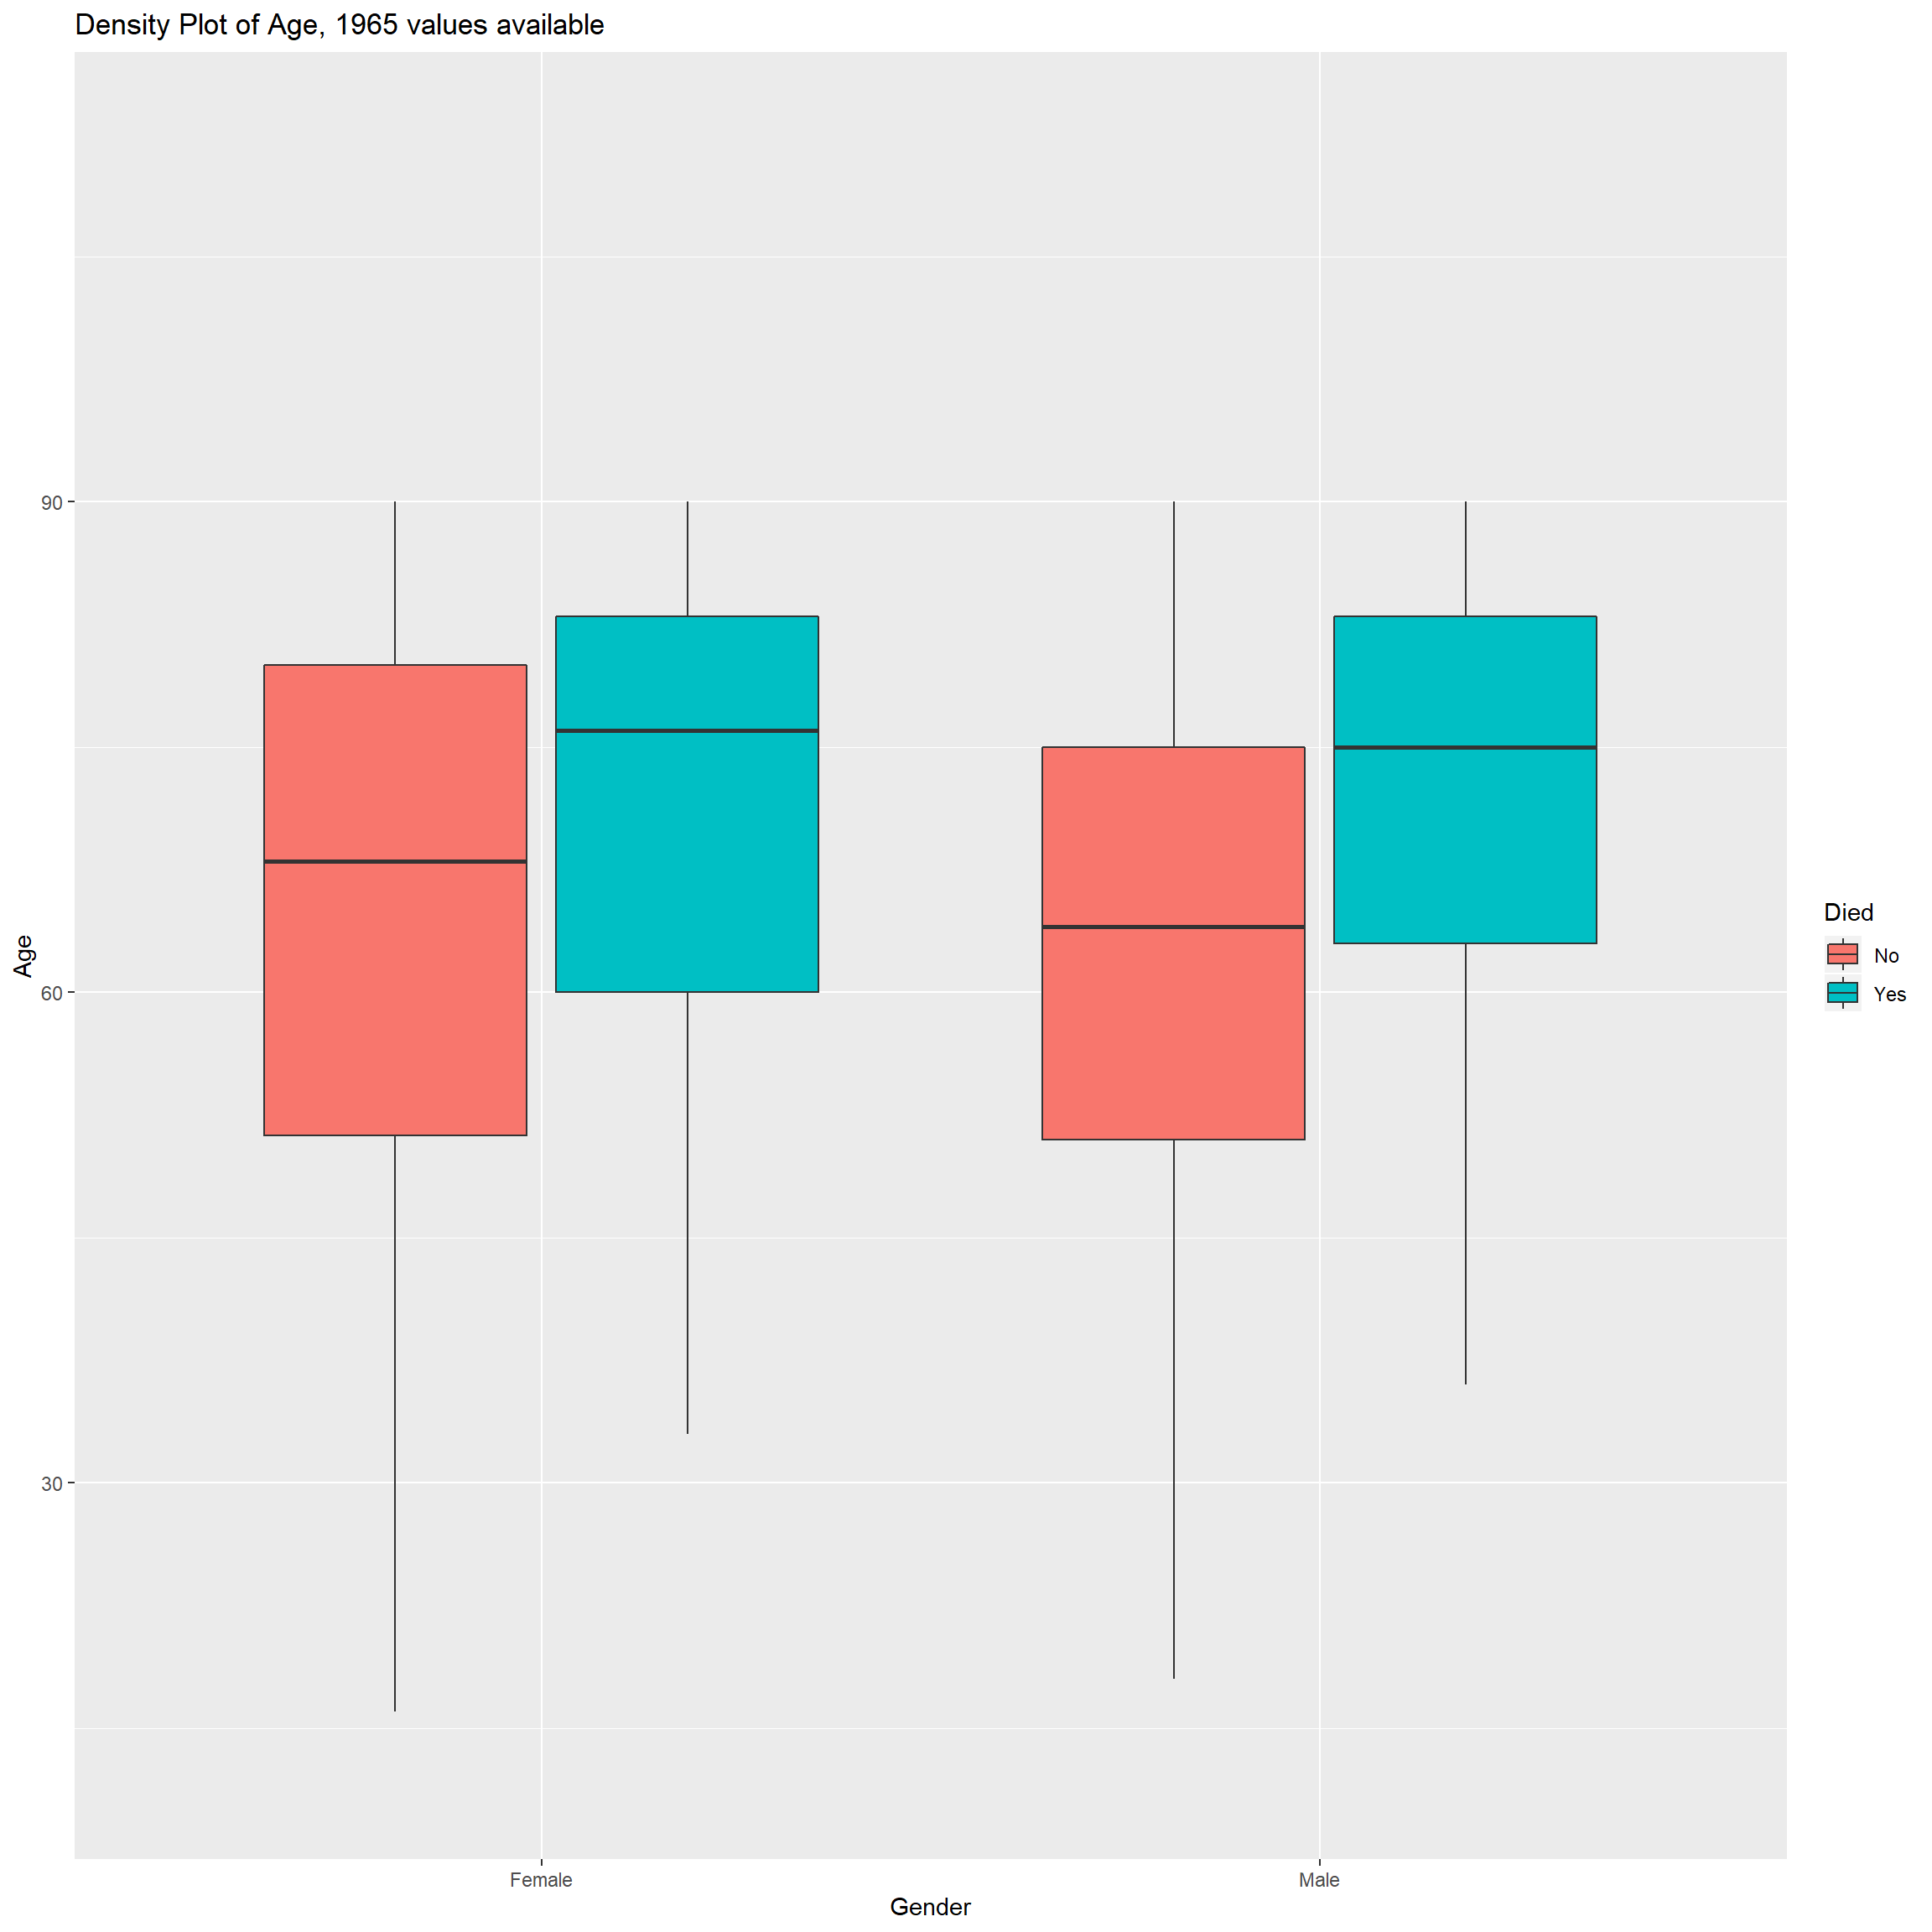 Density Plot of Age, 1965 values available
90
60
30
Age
Female
Male
Gender
Died
No
Yes